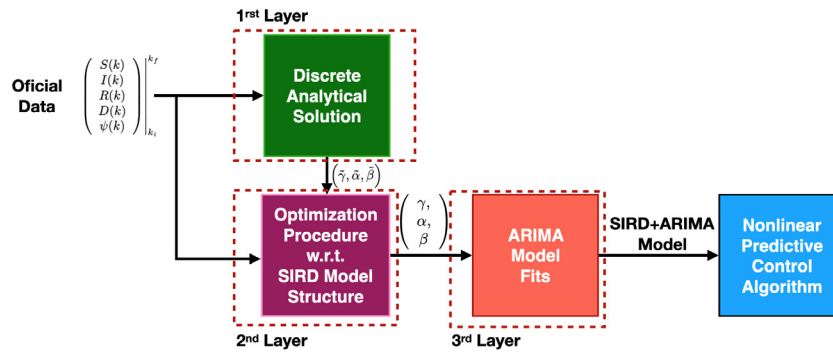 1rst Layer
Oficial
Data
S(k)
I(k)
R(k)
D(k)
ψ(k)
k_f
k_i
Discrete
Analytical
Solution
(γ̃, α̃, β̃)
Optimization
Procedure
w.r.t.
SIRD Model
Structure
2nd Layer
γ,
α,
β
ARIMA
Model
Fits
3rd Layer
SIRD+ARIMA
Model
Nonlinear
Predictive
Control
Algorithm